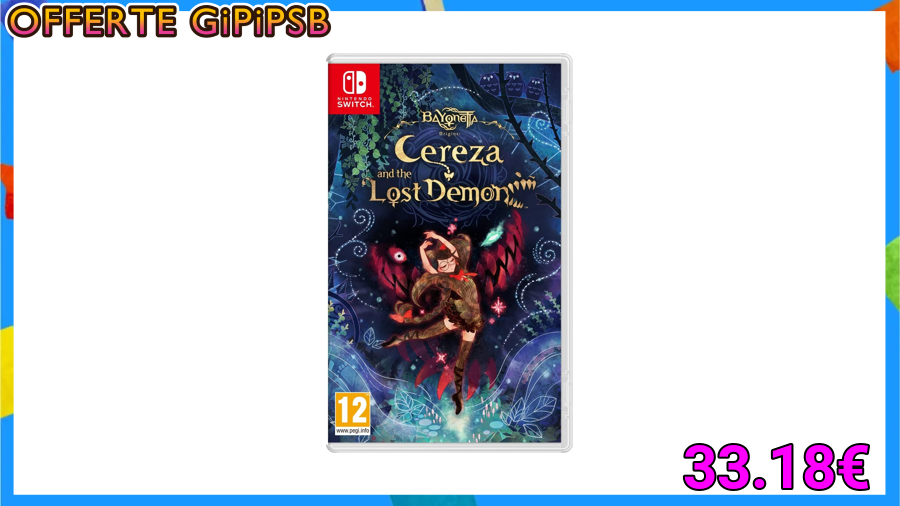 OFFERTE GiPiPSB
NINTENDO
SWITCH.
BAYONETTA
Origins:
Cereza
and the
Lost Demon
12
www.pegi.info
33.18€